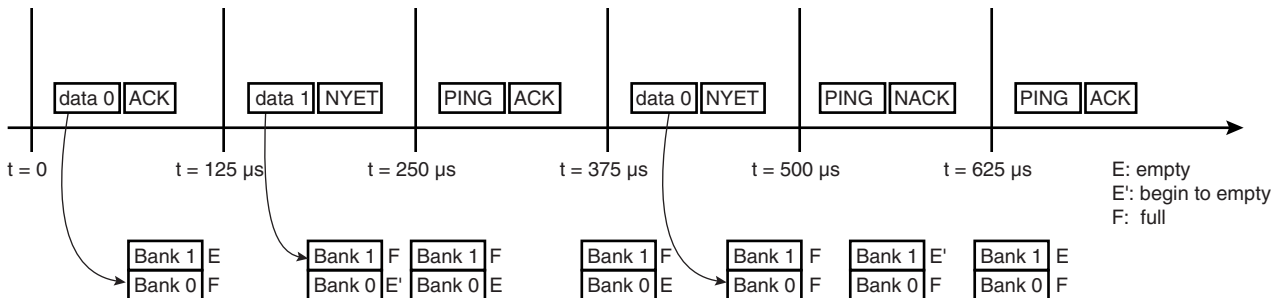 data 0 ACK data 1 NYET PING ACK data 0 NYET PING NACK PING ACK
t = 0 t = 125 μs t = 250 μs t = 375 μs t = 500 μs t = 625 μs
E: empty
E': begin to empty
F: full
Bank 1 E Bank 1 F Bank 1 F Bank 1 F Bank 1 F Bank 1 E' Bank 1 E
Bank 0 F Bank 0 E' Bank 0 E Bank 0 E Bank 0 F Bank 0 F Bank 0 F